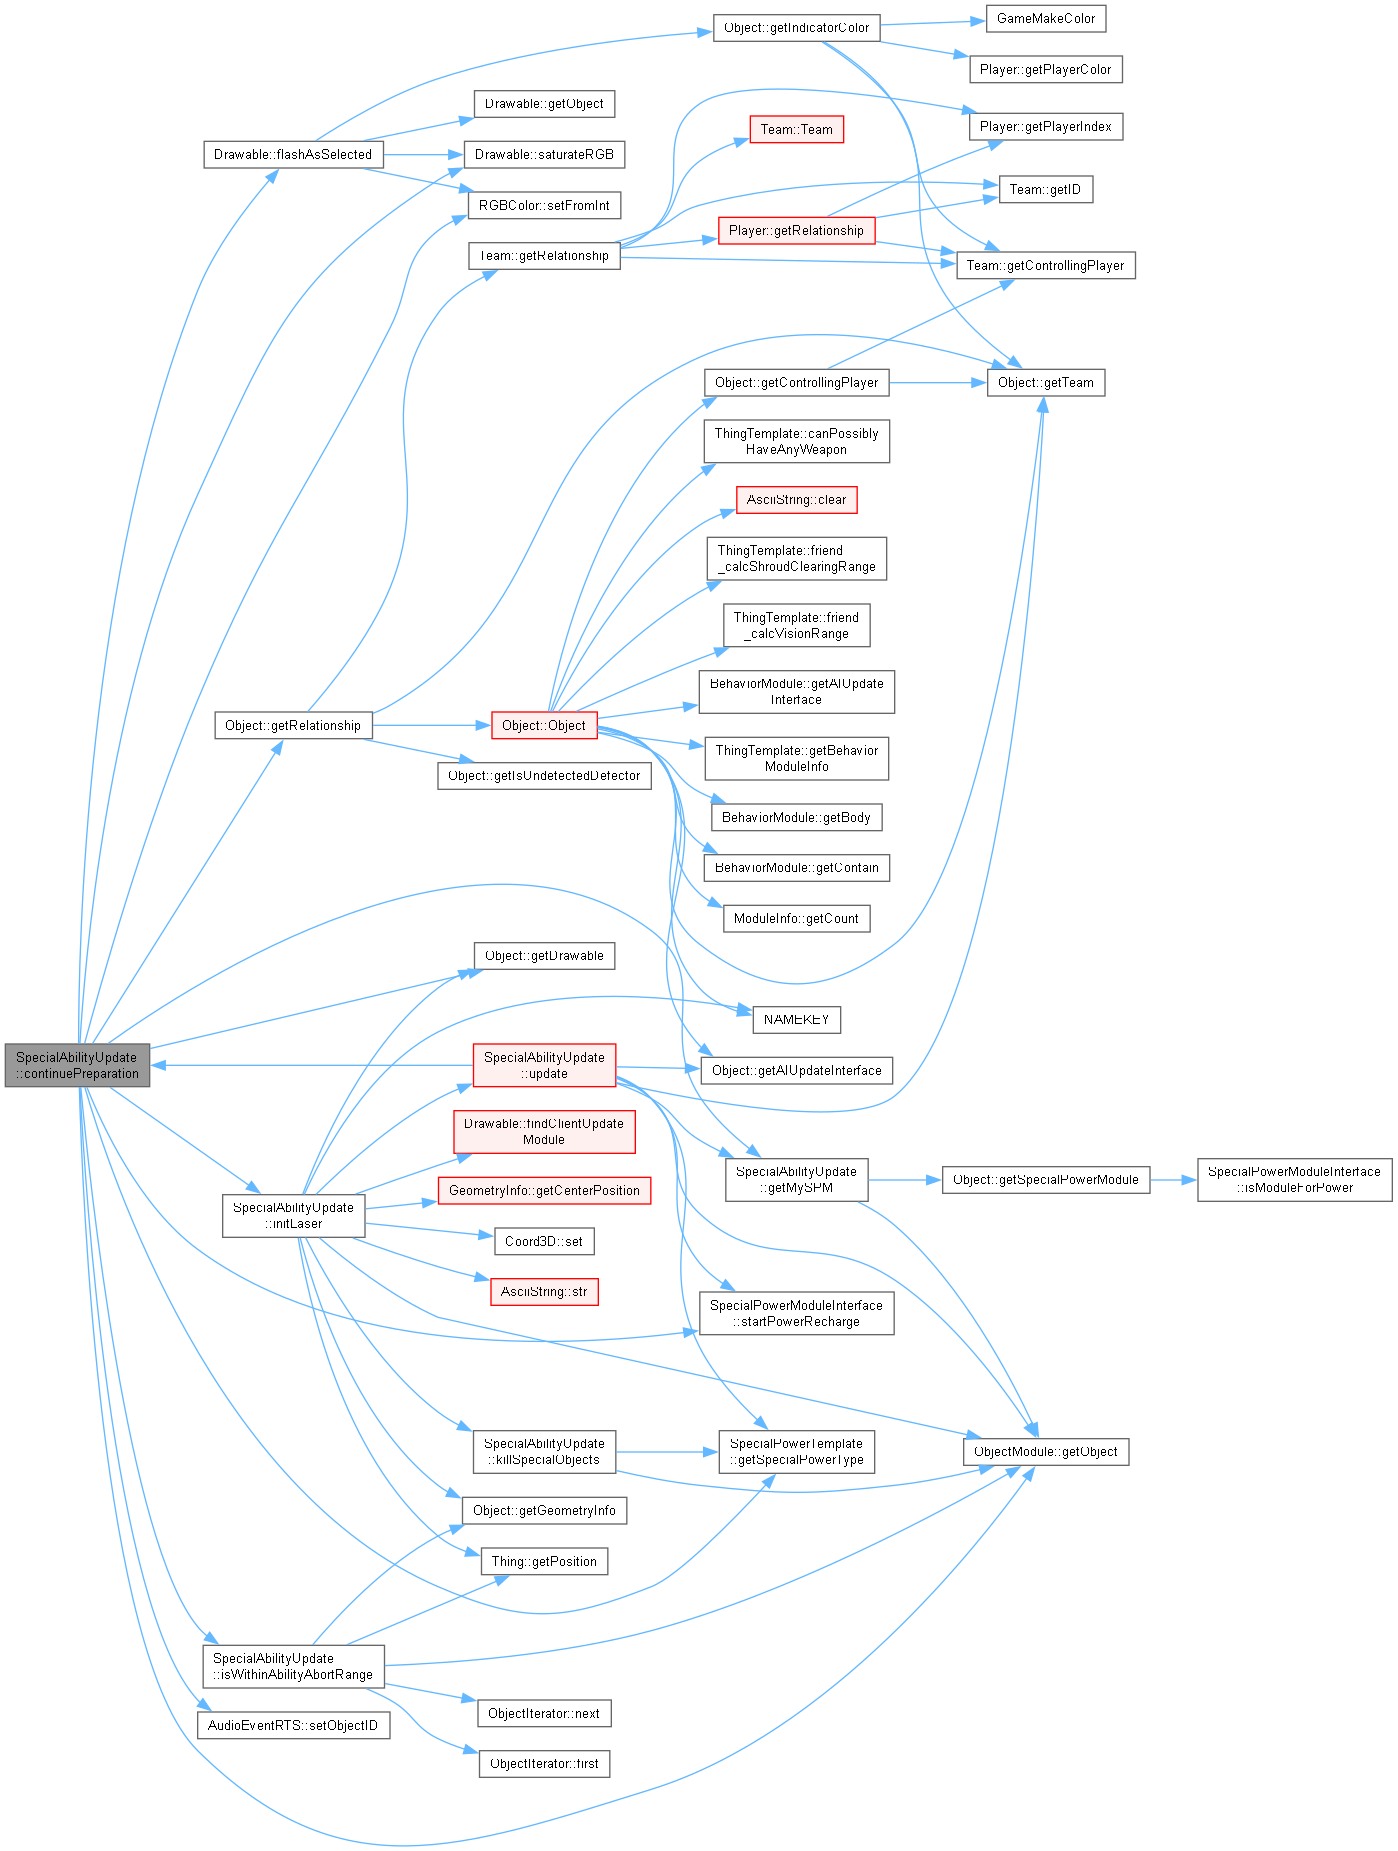 Object::getIndicatorColor
GameMakeColor
Player::getPlayerColor
Drawable::getObject
Team::Team
Player::getPlayerIndex
Drawable::flashAsSelected
Drawable::saturateRGB
Team::getID
RGBColor::setFromInt
Player::getRelationship
Team::getRelationship
Team::getControllingPlayer
Object::getControllingPlayer
Object::getTeam
ThingTemplate::canPossibly
HaveAnyWeapon
AsciiString::clear
ThingTemplate::friend
_calcShroudClearingRange
ThingTemplate::friend
_calcVisionRange
BehaviorModule::getAIUpdate
Interface
Object::getRelationship
Object::Object
ThingTemplate::getBehavior
ModuleInfo
Object::getIsUndetectedDefector
BehaviorModule::getBody
BehaviorModule::getContain
ModuleInfo::getCount
Object::getDrawable
NAMEKEY
SpecialAbilityUpdate
::continuePreparation
SpecialAbilityUpdate
::update
Object::getAIUpdateInterface
Drawable::findClientUpdate
Module
SpecialAbilityUpdate
::getMySPM
Object::getSpecialPowerModule
SpecialPowerModuleInterface
::isModuleForPower
GeometryInfo::getCenterPosition
SpecialAbilityUpdate
::initLaser
Coord3D::set
AsciiString::str
SpecialPowerModuleInterface
::startPowerRecharge
SpecialAbilityUpdate
::killSpecialObjects
SpecialPowerTemplate
::getSpecialPowerType
ObjectModule::getObject
Object::getGeometryInfo
Thing::getPosition
SpecialAbilityUpdate
::isWithinAbilityAbortRange
ObjectIterator::next
AudioEventRTS::setObjectID
ObjectIterator::first